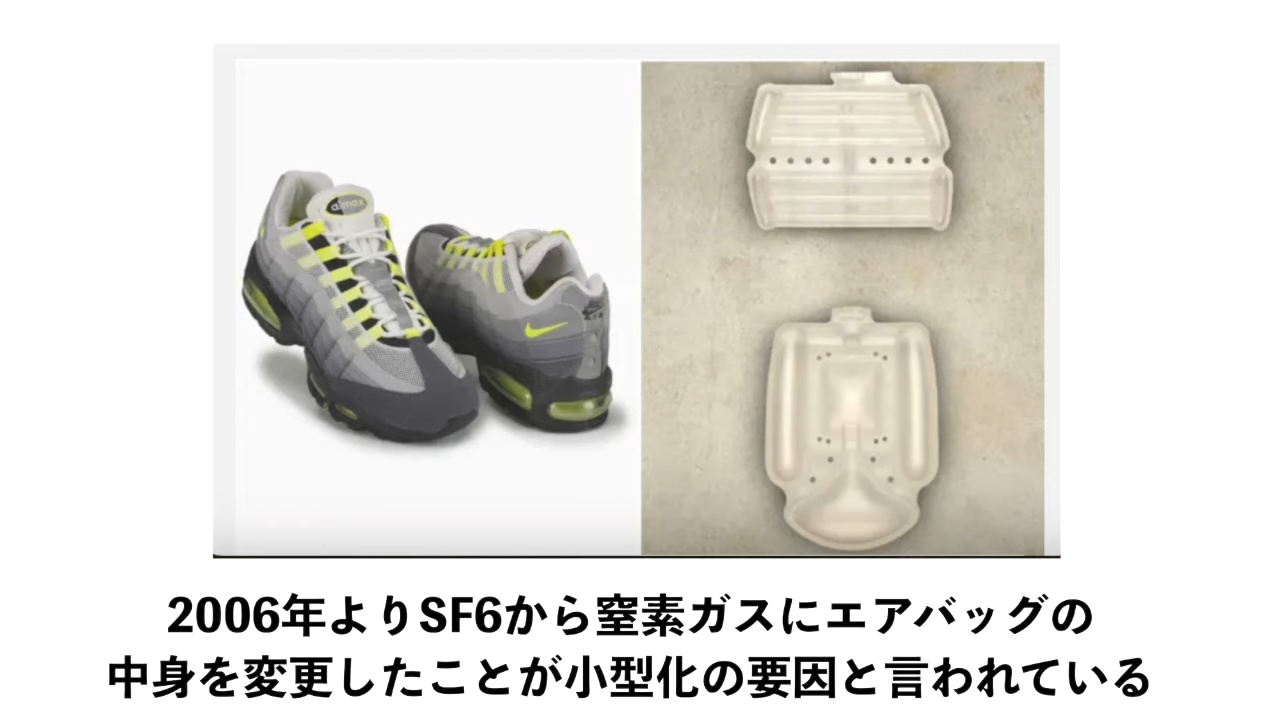 airmax
2006年よりSF6から窒素ガスにエアバッグの
中身を変更したことが小型化の要因と言われている